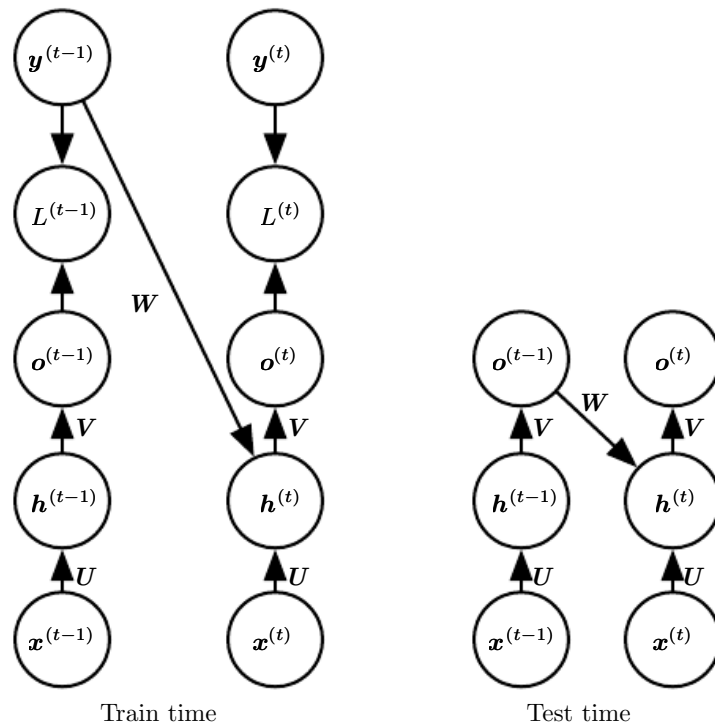 y^(t−1) y^(t)
L^(t−1) L^(t)
W
o^(t−1) o^(t) o^(t−1) o^(t)
W
V V V V
h^(t−1) h^(t) h^(t−1) h^(t)
U U U U
x^(t−1) x^(t) x^(t−1) x^(t)
Train time Test time